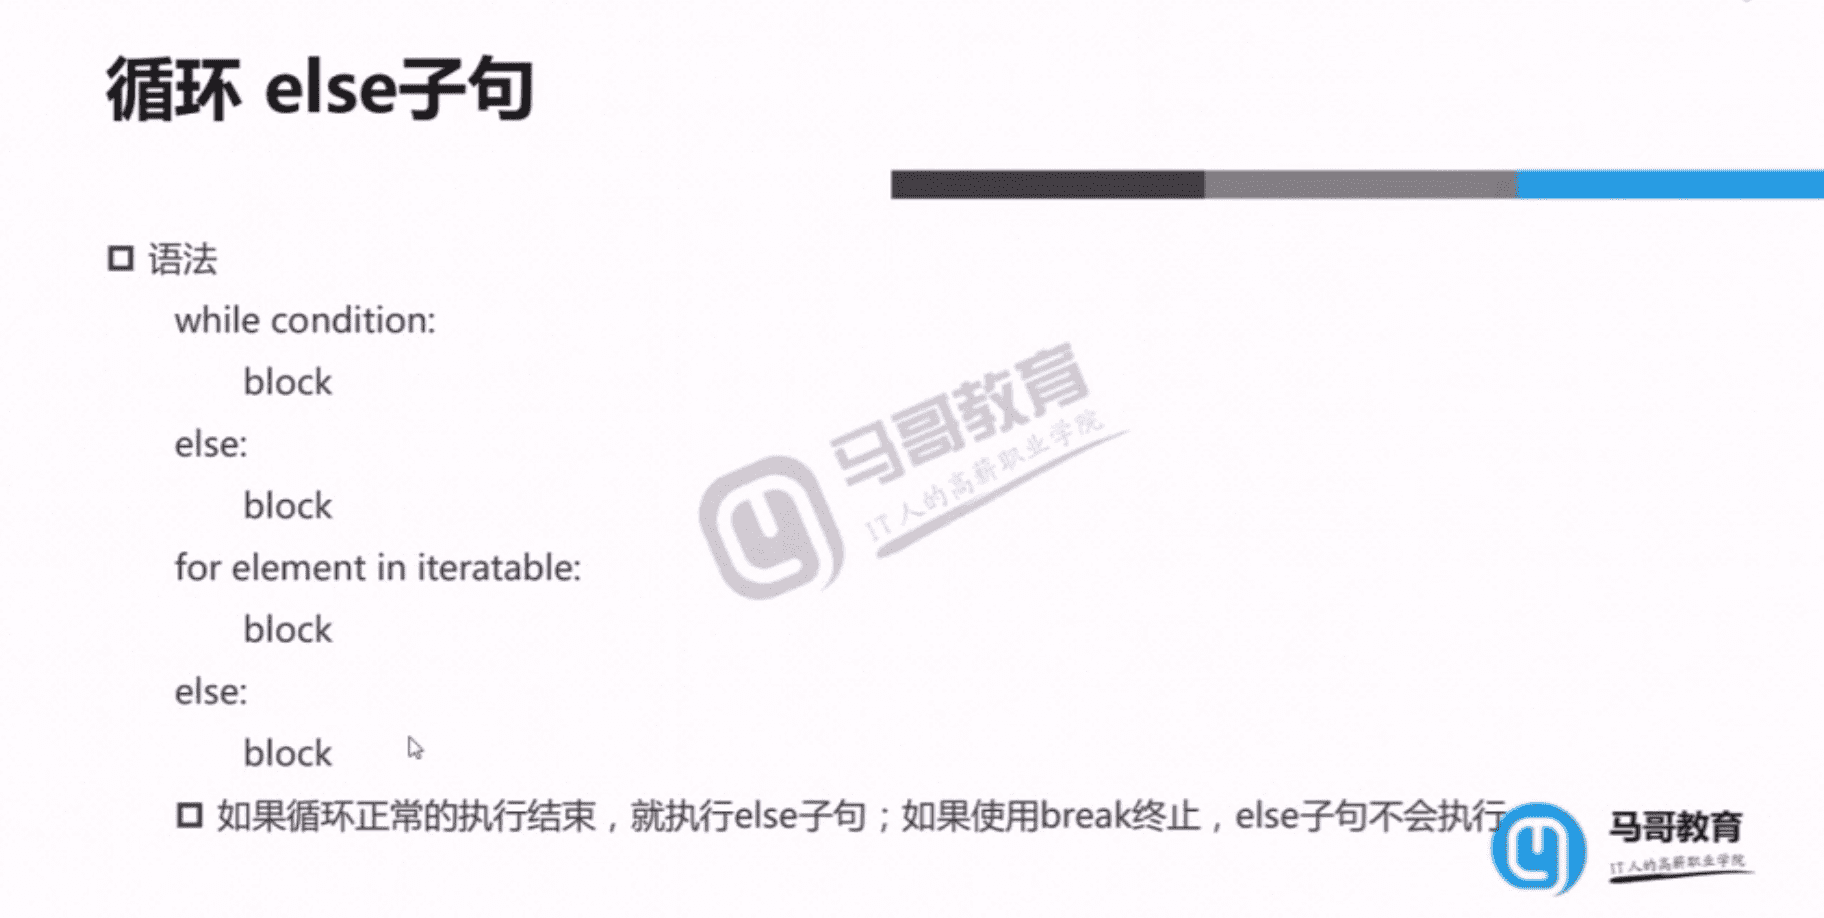 循环 else子句
语法
while condition:
block
else:
block
for element in iteratable:
block
else:
block
如果循环正常的执行结束，就执行else子句；如果使用break终止，else子句不会执行
马哥教育
IT人的高薪职业学院
马哥教育
IT人的高薪职业学院